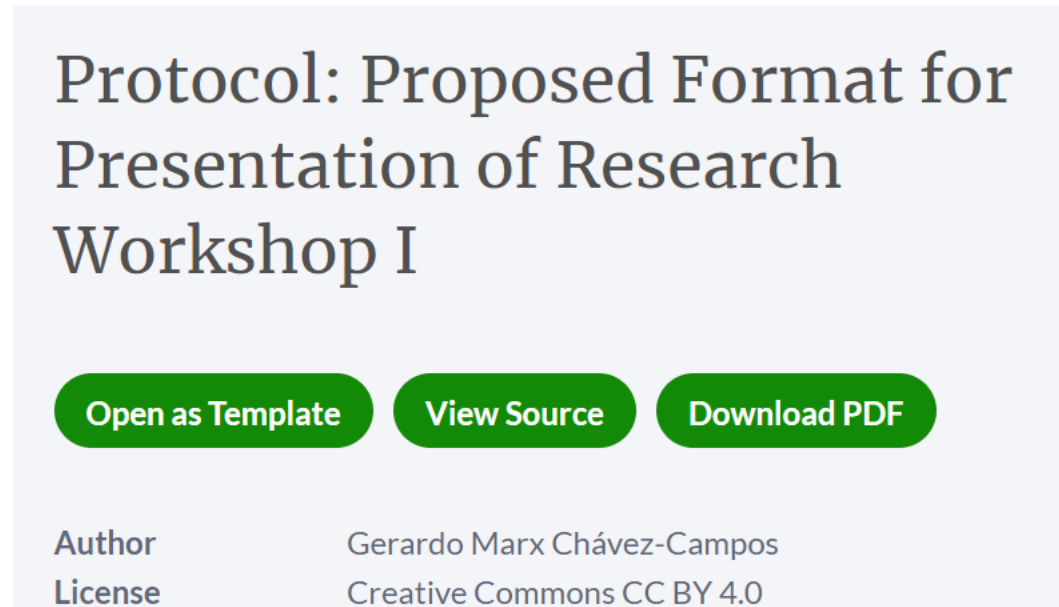 Protocol: Proposed Format for
Presentation of Research
Workshop I
Open as Template View Source Download PDF
Author Gerardo Marx Chávez-Campos
License Creative Commons CC BY 4.0